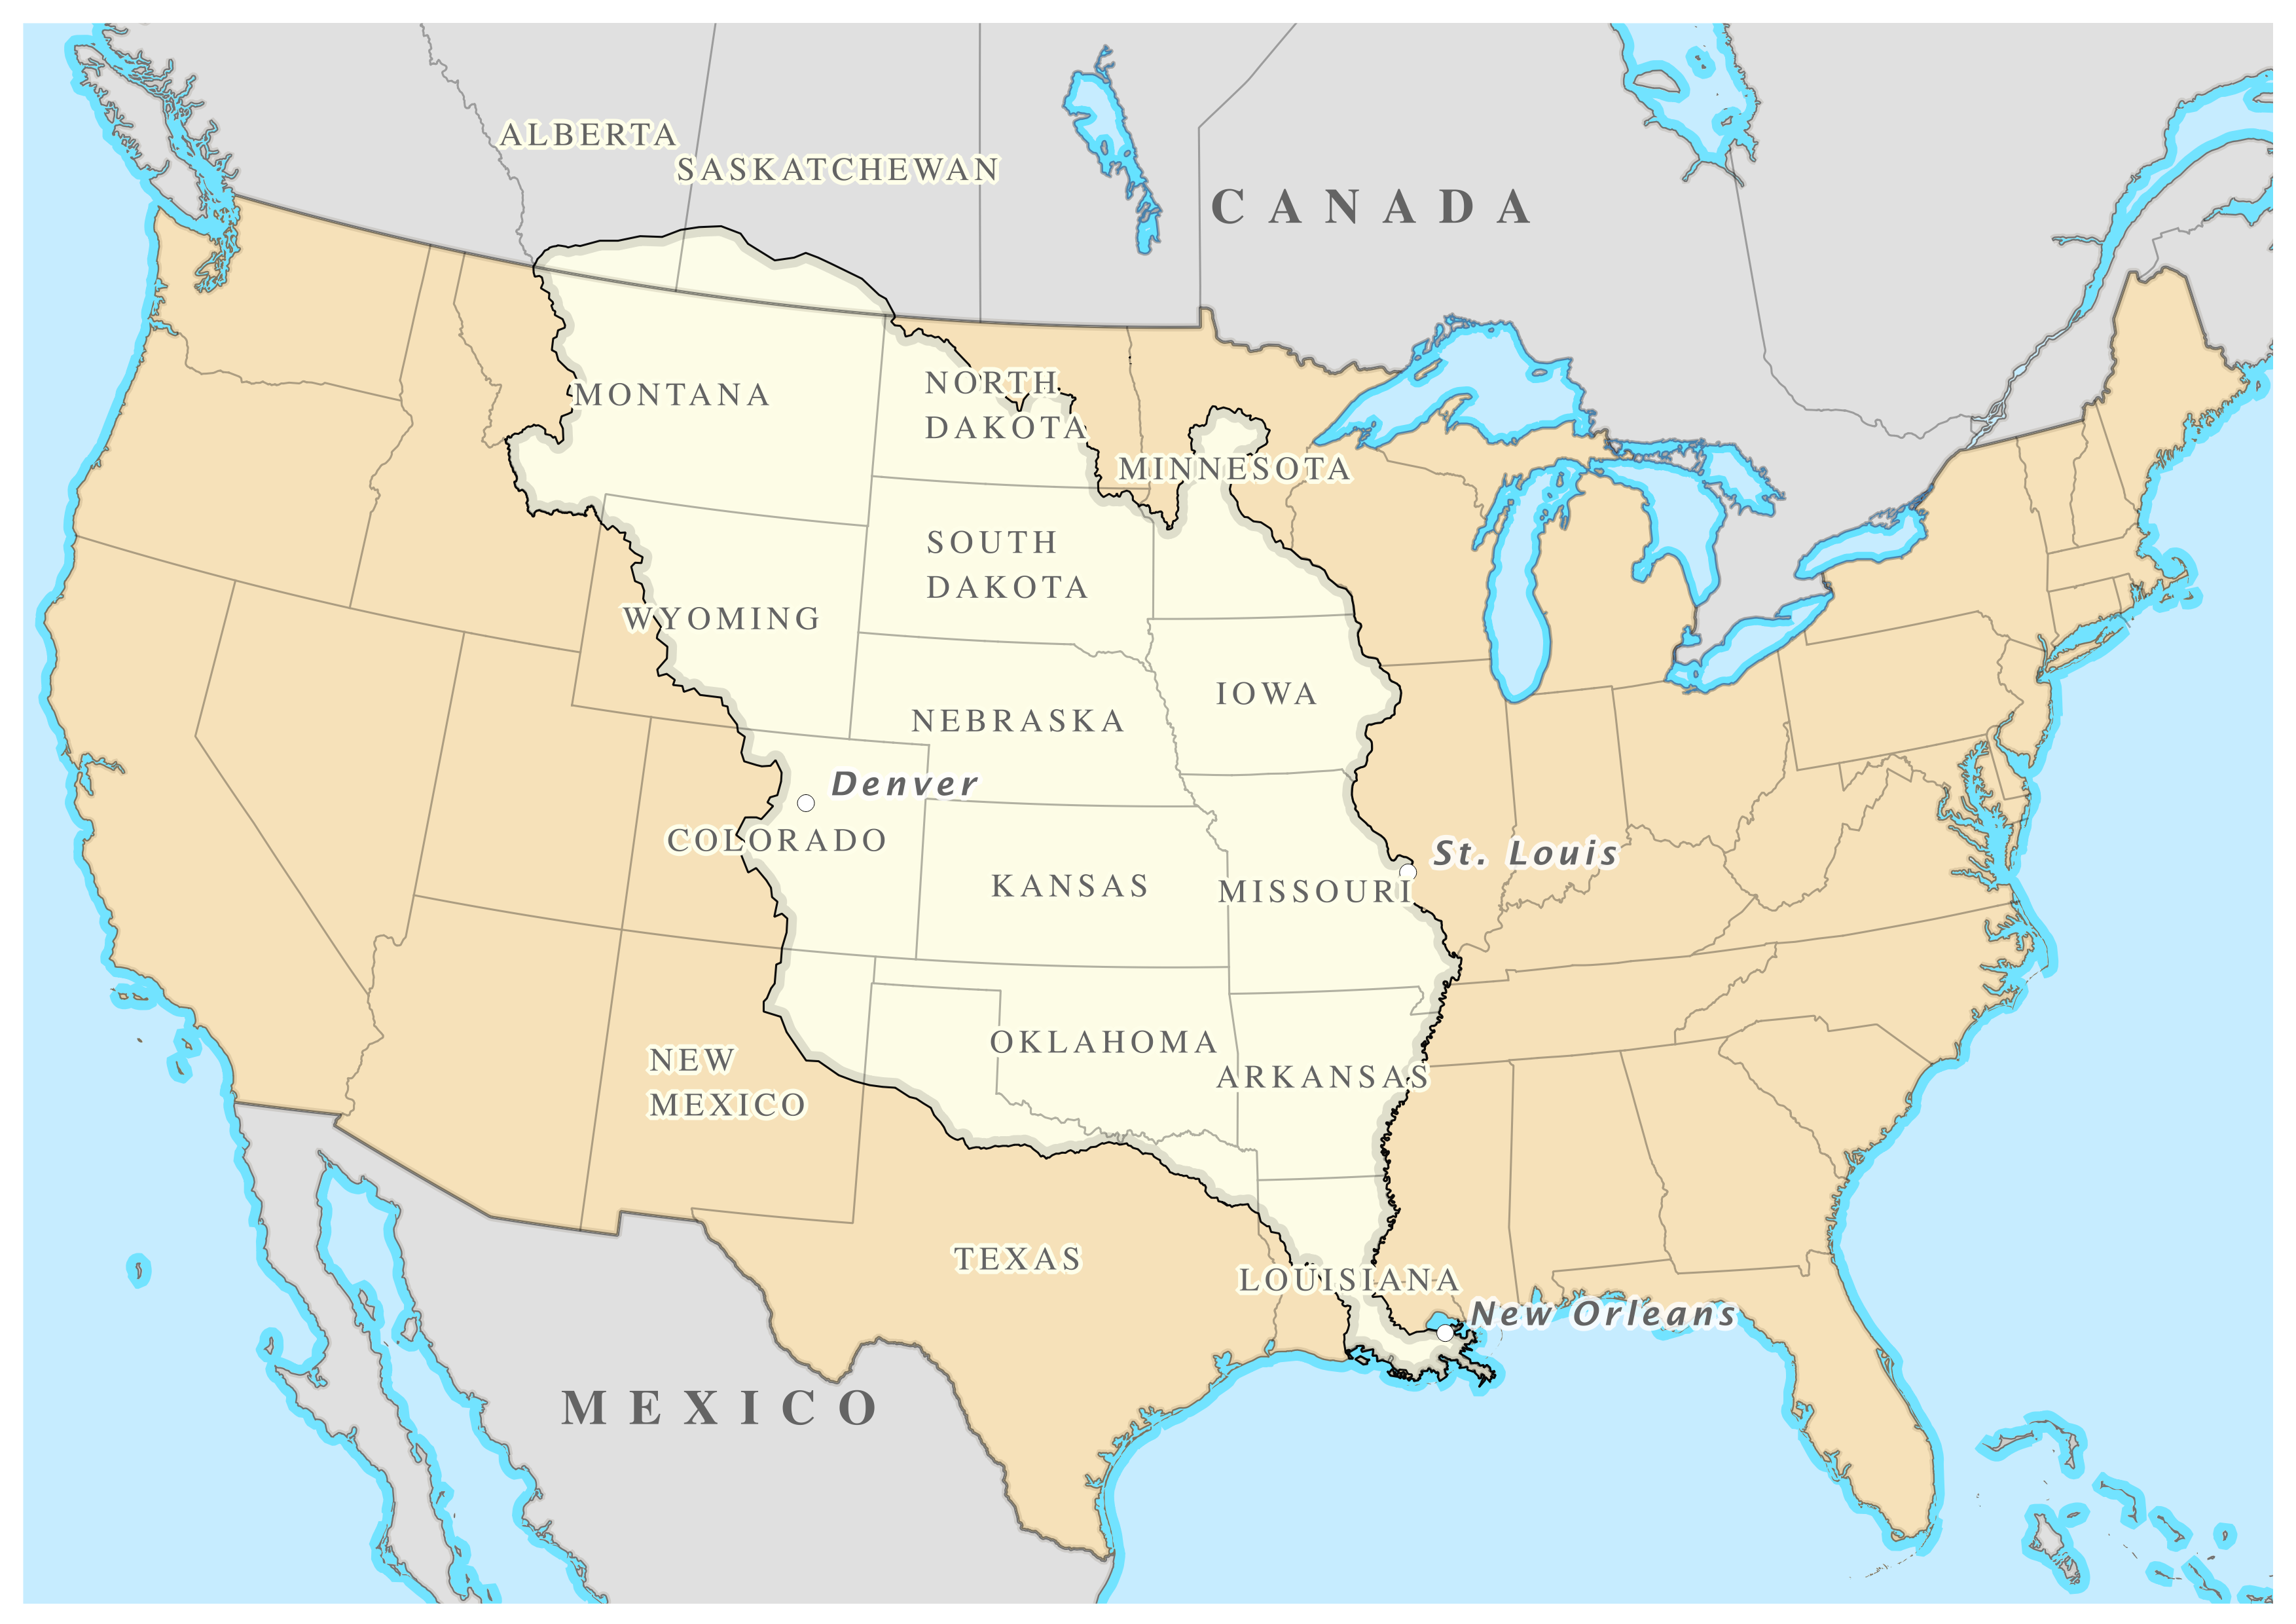 ALBERTA
SASKATCHEWAN
CANADA
MONTANA
NORTH
DAKOTA
MINNESOTA
SOUTH
DAKOTA
WYOMING
IOWA
NEBRASKA
Denver
COLORADO
St. Louis
KANSAS
MISSOURI
OKLAHOMA
ARKANSAS
NEW
MEXICO
TEXAS
LOUISIANA
New Orleans
MEXICO